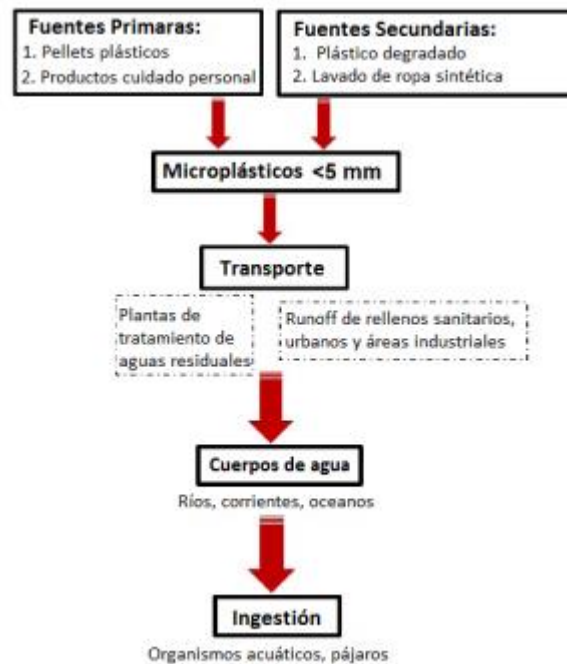 Fuentes Primaras:
1. Pellets plásticos
2. Productos cuidado personal
Fuentes Secundarias:
1. Plástico degradado
2. Lavado de ropa sintética
Microplásticos <5 mm
Transporte
Plantas de
tratamiento de
aguas residuales
Runoff de rellenos sanitarios,
urbanos y áreas industriales
Cuerpos de agua
Ríos, corrientes, oceanos
Ingestión
Organismos acuáticos, pájaros